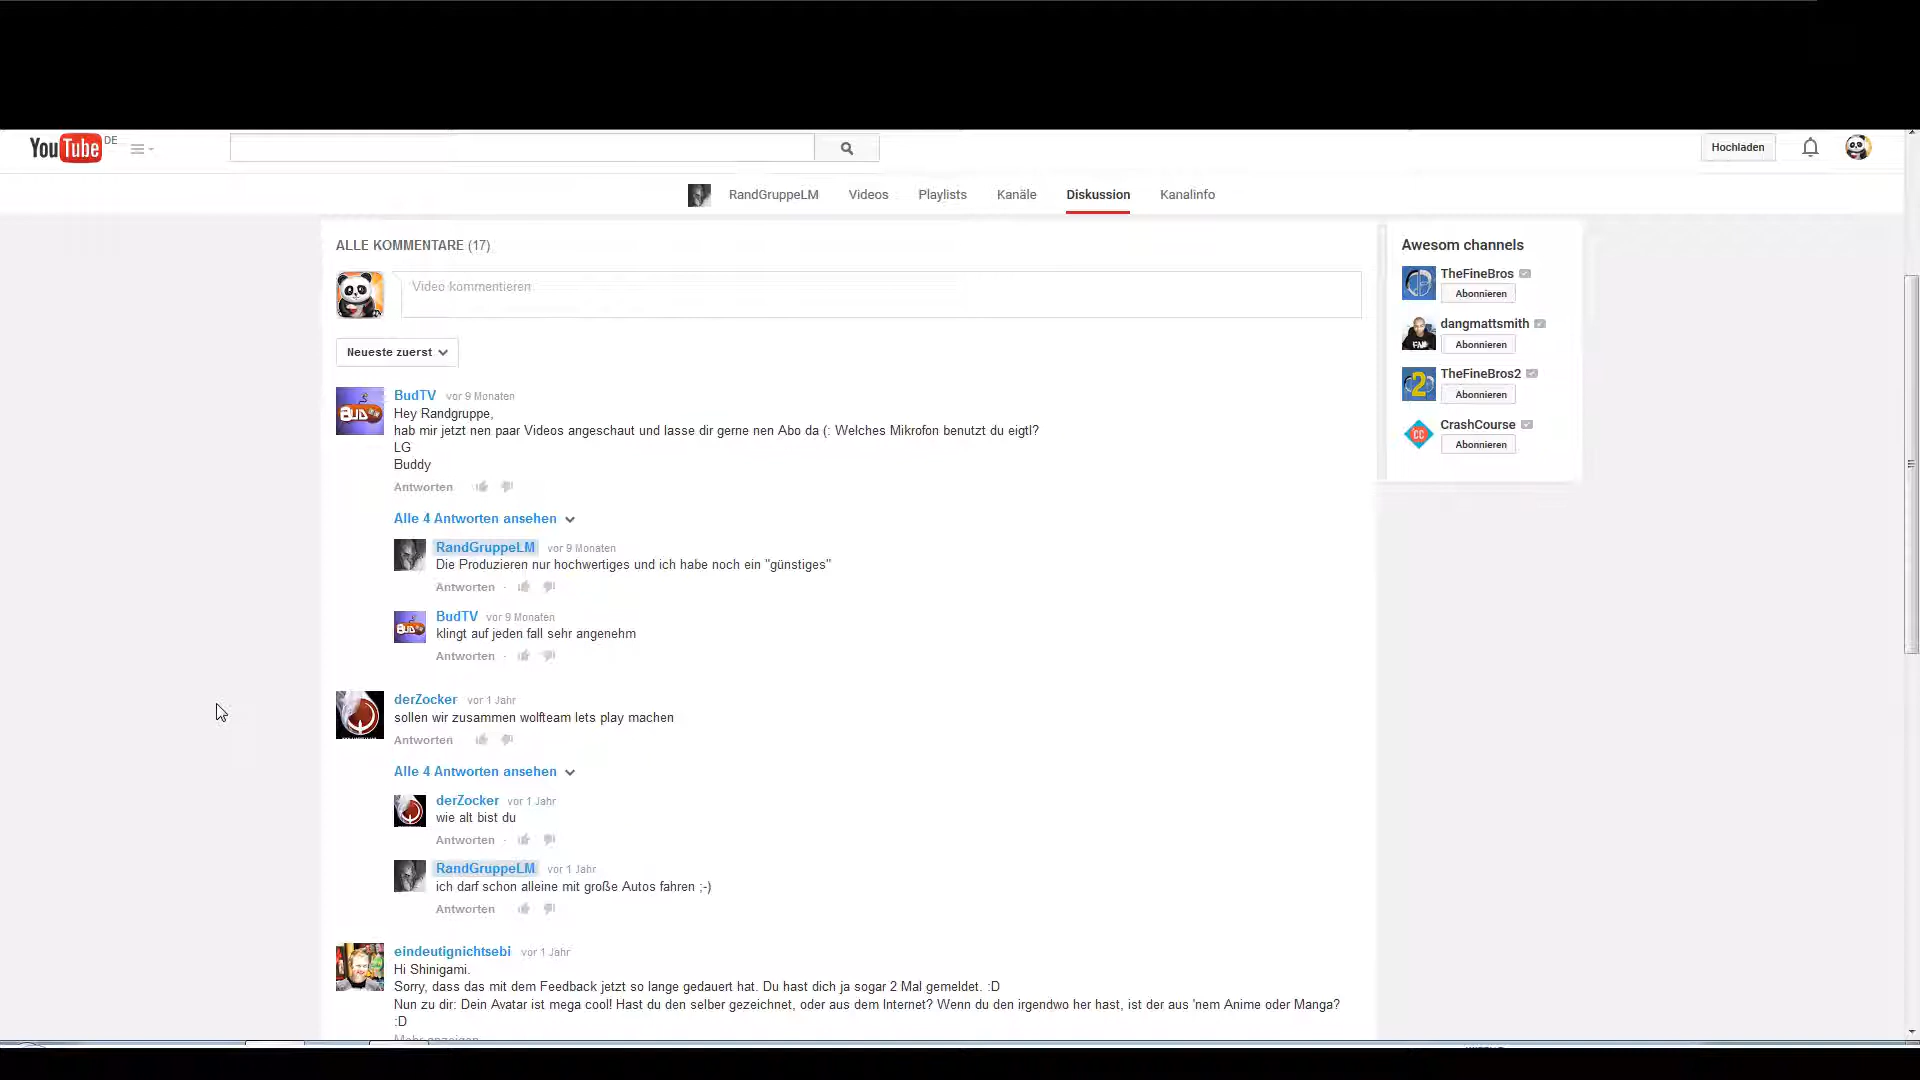 YouTube DE
Hochladen
RandGruppeLM Videos Playlists Kanäle Diskussion Kanalinfo
ALLE KOMMENTARE (17)
Video kommentieren
Neueste zuerst
BudTV vor 9 Monaten
Hey Randgruppe,
hab mir jetzt nen paar Videos angeschaut und lasse dir gerne nen Abo da (: Welches Mikrofon benutzt du eigtl?
LG
Buddy
Antworten
Alle 4 Antworten ansehen
RandGruppeLM vor 9 Monaten
Die Produzieren nur hochwertiges und ich habe noch ein "günstiges"
Antworten ·
BudTV vor 9 Monaten
klingt auf jeden fall sehr angenehm
Antworten ·
derZocker vor 1 Jahr
sollen wir zusammen wolfteam lets play machen
Antworten
Alle 4 Antworten ansehen
derZocker vor 1 Jahr
wie alt bist du
Antworten ·
RandGruppeLM vor 1 Jahr
ich darf schon alleine mit große Autos fahren ;-)
Antworten
eindeutignichtsebi vor 1 Jahr
Hi Shinigami.
Sorry, dass das mit dem Feedback jetzt so lange gedauert hat. Du hast dich ja sogar 2 Mal gemeldet. :D
Nun zu dir: Dein Avatar ist mega cool! Hast du den selber gezeichnet, oder aus dem Internet? Wenn du den irgendwo her hast, ist der aus 'nem Anime oder Manga?
:D
Mehr anzeigen
Awesom channels
TheFineBros
Abonnieren
dangmattsmith
Abonnieren
TheFineBros2
Abonnieren
CrashCourse
Abonnieren